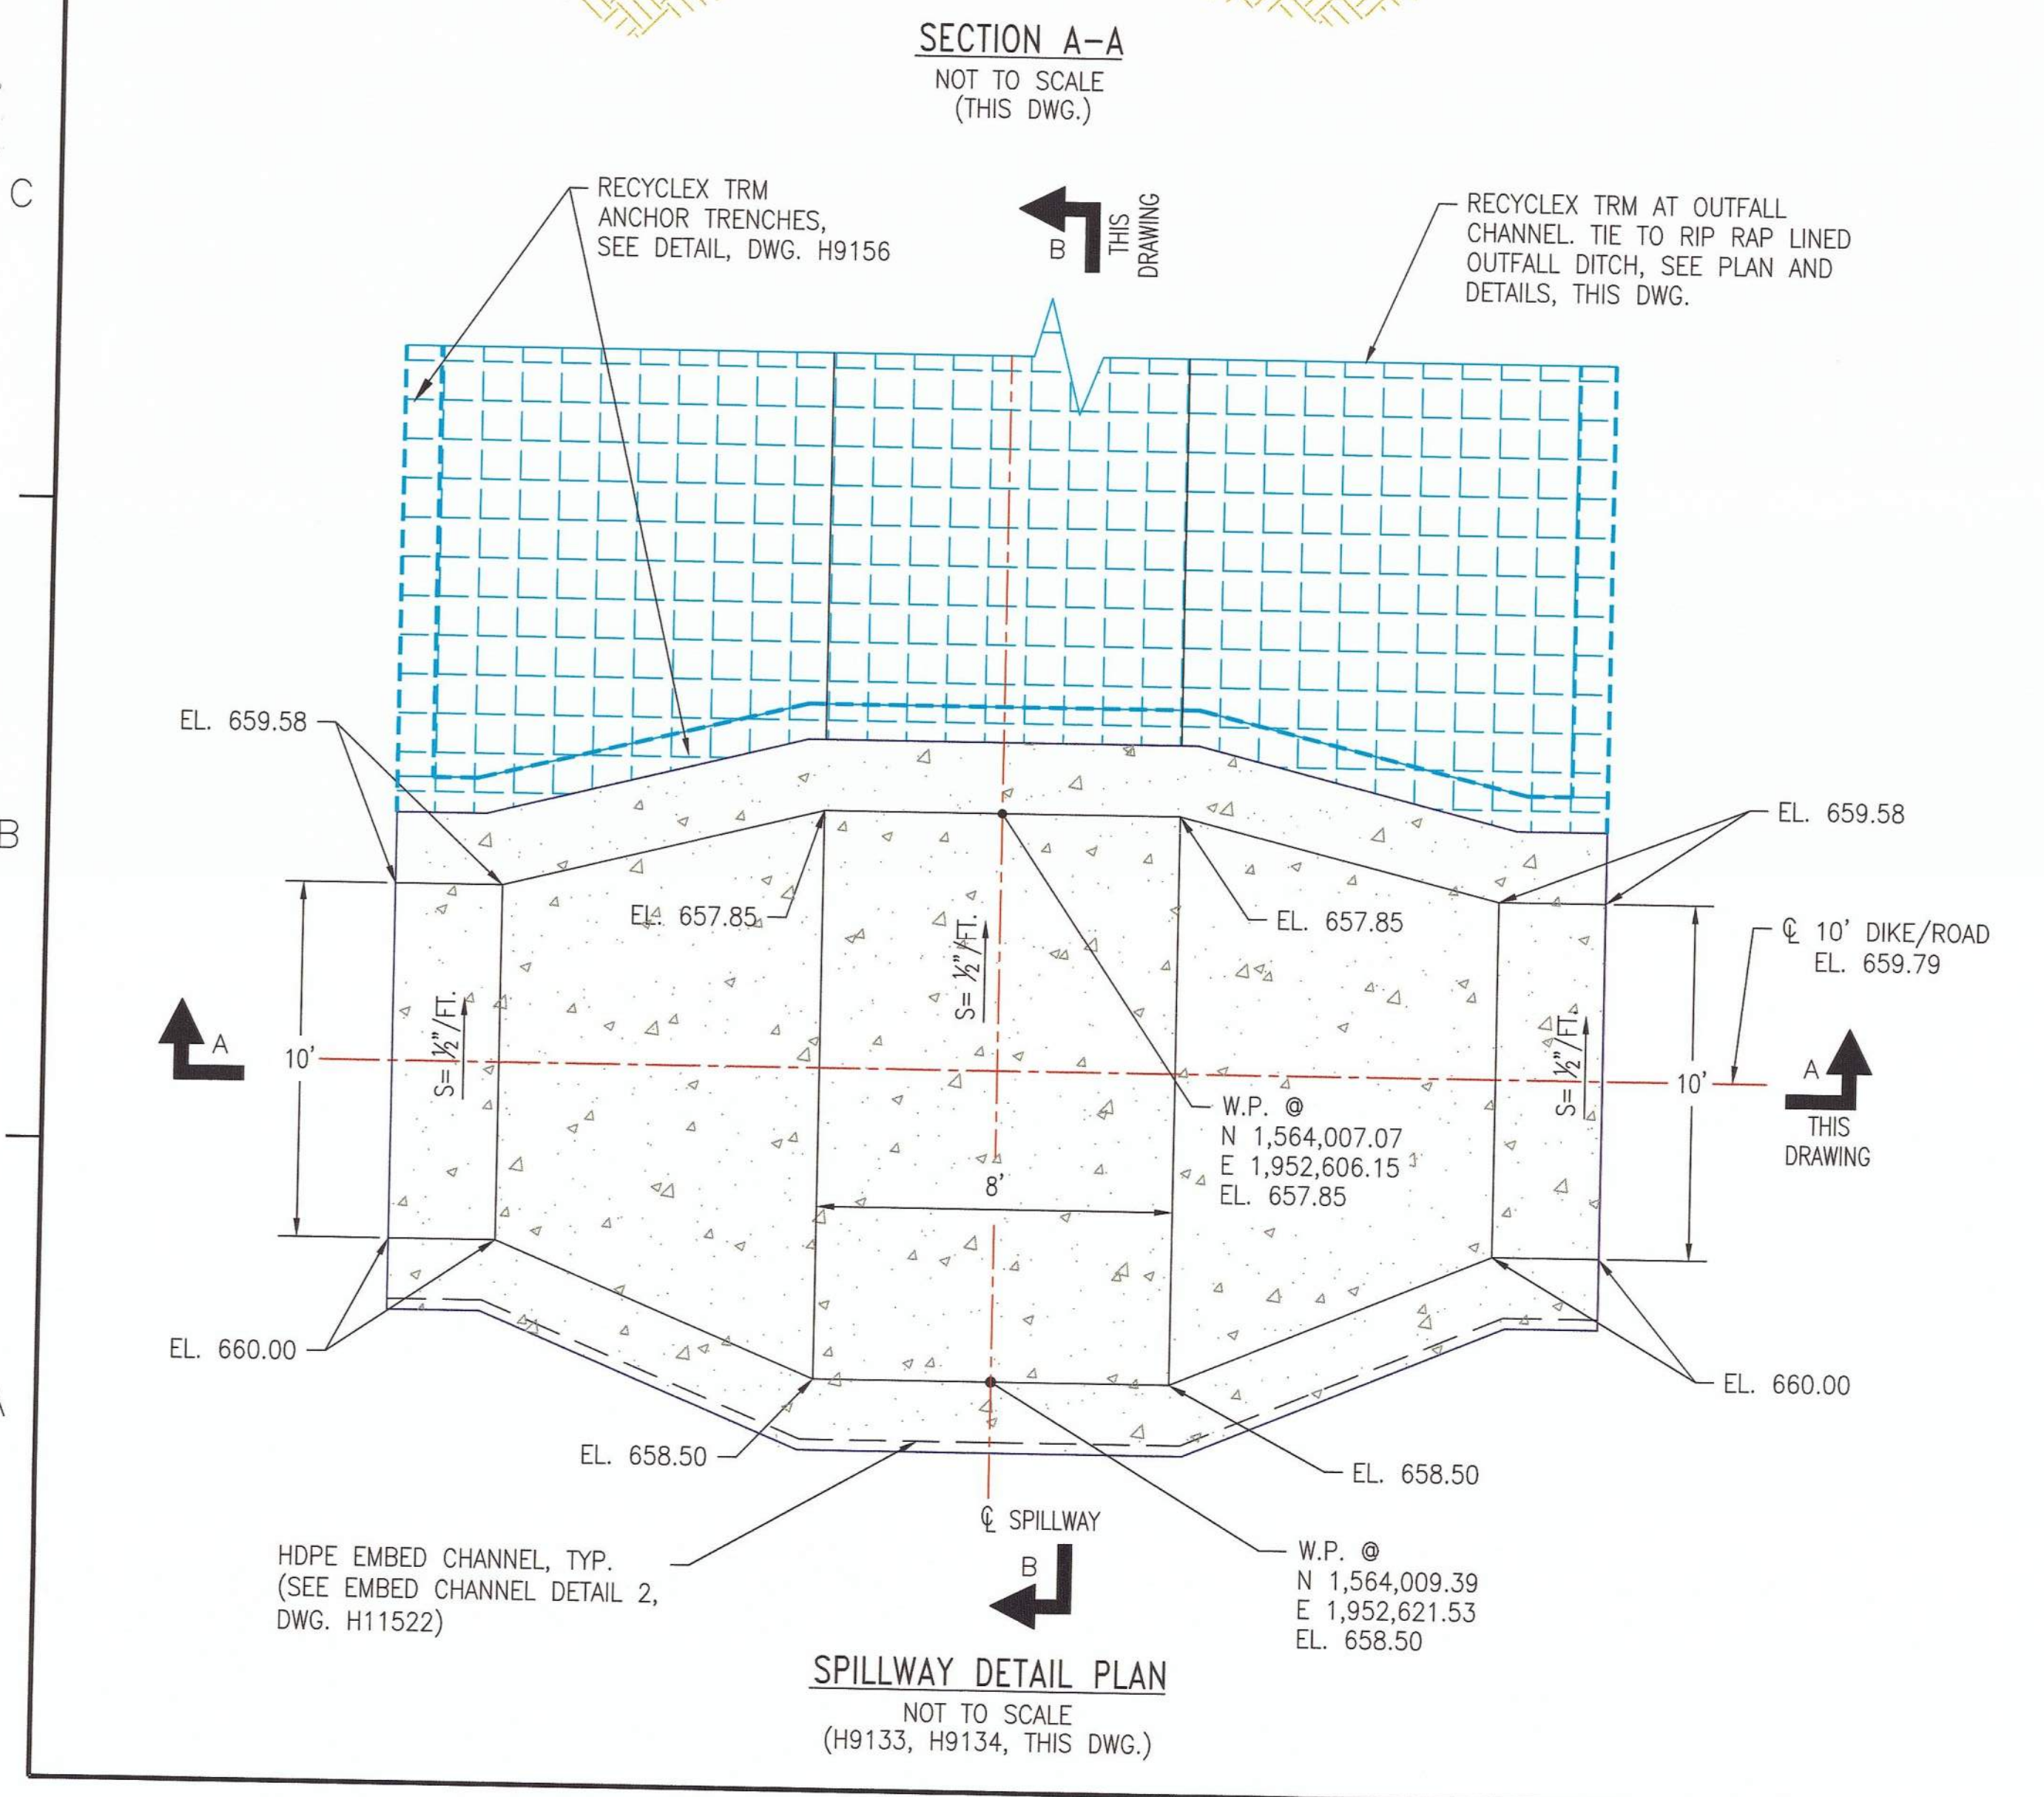 SECTION A-A
NOT TO SCALE
(THIS DWG.)
C
RECYCLEX TRM
ANCHOR TRENCHES,
SEE DETAIL, DWG. H9156
B
THIS
DRAWING
RECYCLEX TRM AT OUTFALL
CHANNEL. TIE TO RIP RAP LINED
OUTFALL DITCH, SEE PLAN AND
DETAILS, THIS DWG.
EL. 659.58
B
EL. 659.58
EL. 657.85
EL. 657.85
S= ½"/FT.
℄ 10' DIKE/ROAD
EL. 659.79
A
10'
S= ½"/FT.
S= ½"/FT.
10'
A
THIS
DRAWING
W.P. @
N 1,564,007.07
E 1,952,606.15
EL. 657.85
8'
EL. 660.00
EL. 660.00
EL. 658.50
EL. 658.50
℄ SPILLWAY
B
HDPE EMBED CHANNEL, TYP.
(SEE EMBED CHANNEL DETAIL 2,
DWG. H11522)
W.P. @
N 1,564,009.39
E 1,952,621.53
EL. 658.50
SPILLWAY DETAIL PLAN
NOT TO SCALE
(H9133, H9134, THIS DWG.)